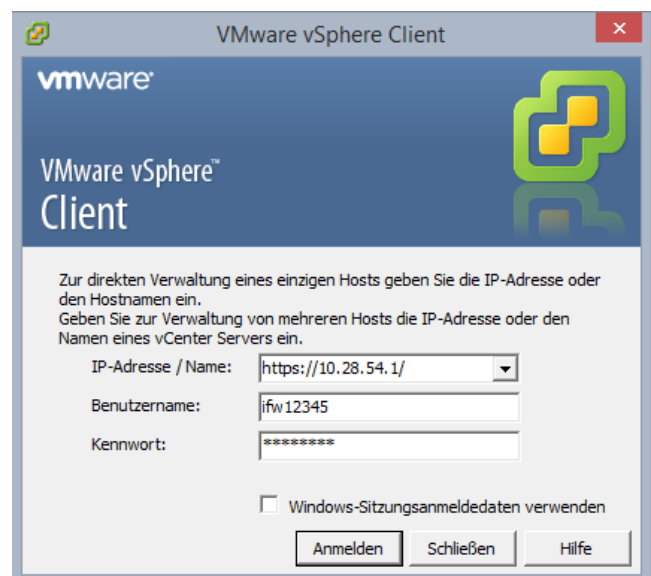 VMware vSphere Client
vmware®
VMware vSphere™
Client
Zur direkten Verwaltung eines einzigen Hosts geben Sie die IP-Adresse oder
den Hostnamen ein.
Geben Sie zur Verwaltung von mehreren Hosts die IP-Adresse oder den
Namen eines vCenter Servers ein.
IP-Adresse / Name: https://10.28.54.1/
Benutzername: ifw12345
Kennwort: ********
Windows-Sitzungsanmeldedaten verwenden
Anmelden Schließen Hilfe